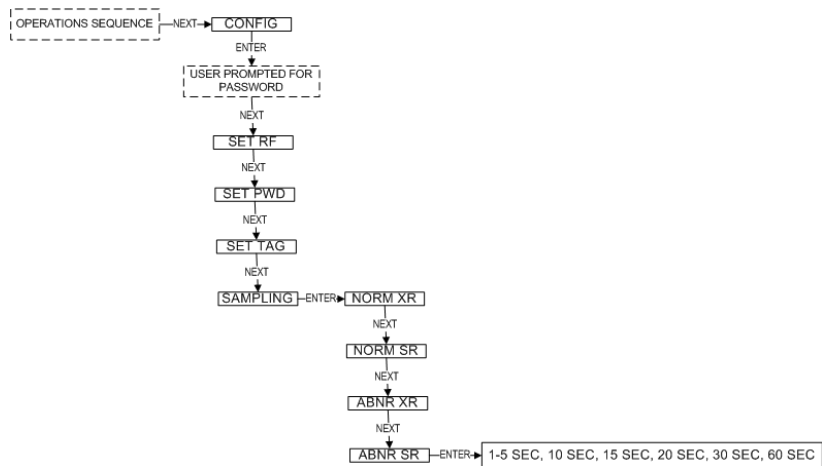 OPERATIONS SEQUENCE
NEXT
CONFIG
ENTER
USER PROMPTED FOR
PASSWORD
NEXT
SET RF
NEXT
SET PWD
NEXT
SET TAG
NEXT
SAMPLING
ENTER
NORM XR
NEXT
NORM SR
NEXT
ABNR XR
NEXT
ABNR SR
ENTER
1-5 SEC, 10 SEC, 15 SEC, 20 SEC, 30 SEC, 60 SEC